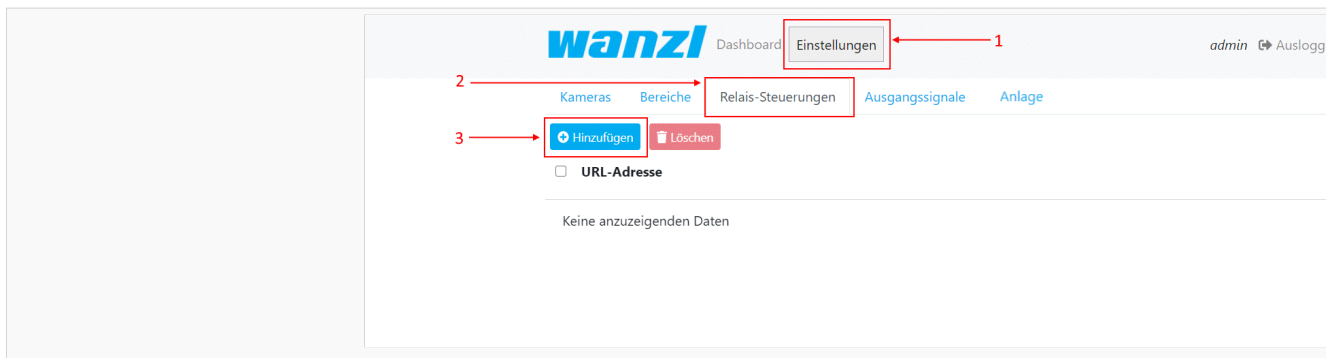 wanzl Dashboard Einstellungen 1 admin Auslogg
2
Kameras Bereiche Relais-Steuerungen Ausgangssignale Anlage
3 Hinzufügen Löschen
URL-Adresse
Keine anzuzeigenden Daten